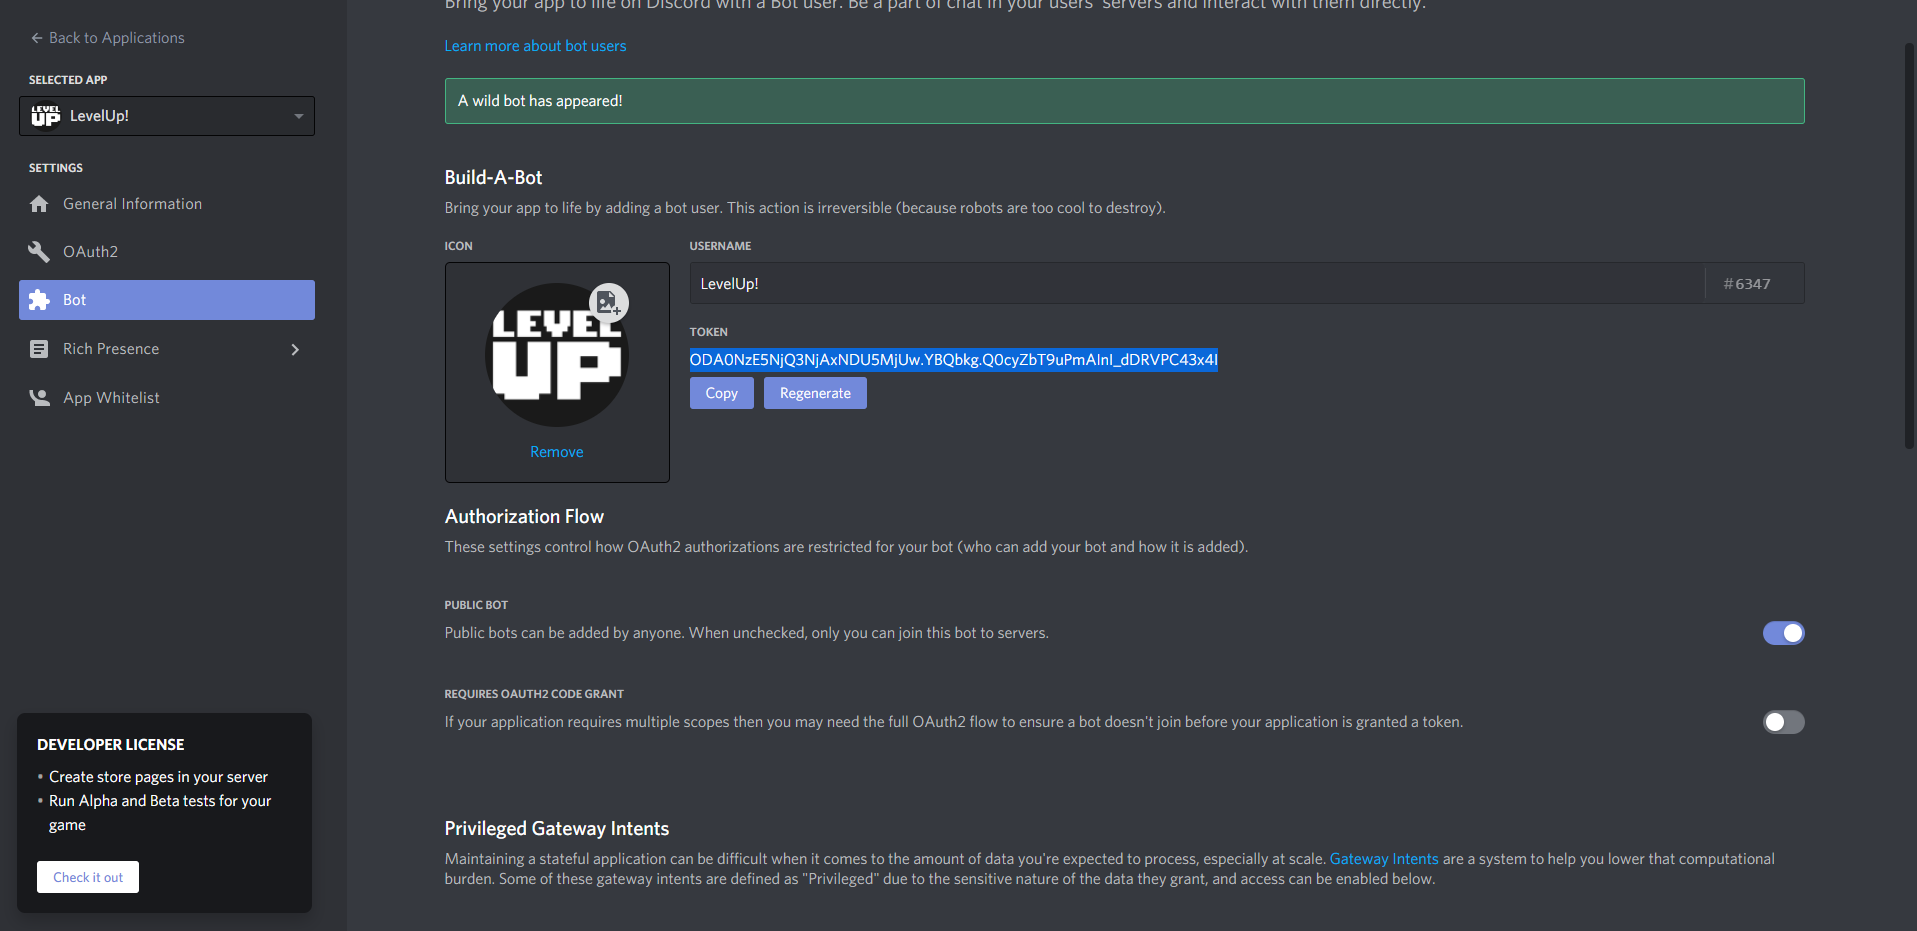 Bring your app to life on Discord with a Bot user. Be a part of chat in your users' servers and interact with them directly.
Learn more about bot users
A wild bot has appeared!
← Back to Applications
SELECTED APP
LEVEL
UP
LevelUp!
SETTINGS
General Information
OAuth2
Bot
Rich Presence
App Whitelist
DEVELOPER LICENSE
• Create store pages in your server
• Run Alpha and Beta tests for your
game
Check it out
Build-A-Bot
Bring your app to life by adding a bot user. This action is irreversible (because robots are too cool to destroy).
ICON
LEVEL
UP
Remove
USERNAME
LevelUp!
#6347
TOKEN
Copy
Regenerate
Authorization Flow
These settings control how OAuth2 authorizations are restricted for your bot (who can add your bot and how it is added).
PUBLIC BOT
Public bots can be added by anyone. When unchecked, only you can join this bot to servers.
REQUIRES OAUTH2 CODE GRANT
If your application requires multiple scopes then you may need the full OAuth2 flow to ensure a bot doesn't join before your application is granted a token.
Privileged Gateway Intents
Maintaining a stateful application can be difficult when it comes to the amount of data you're expected to process, especially at scale. Gateway Intents are a system to help you lower that computational
burden. Some of these gateway intents are defined as "Privileged" due to the sensitive nature of the data they grant, and access can be enabled below.